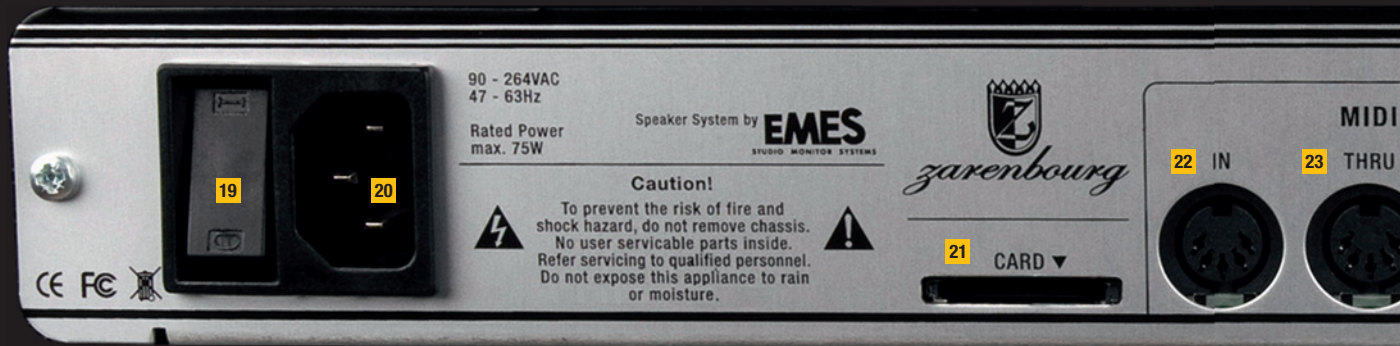 90 - 264VAC
47 - 63Hz
Rated Power
max. 75W
Speaker System by EMES
STUDIO MONITOR SYSTEMS
Caution!
To prevent the risk of fire and
shock hazard, do not remove chassis.
No user servicable parts inside.
Refer servicing to qualified personnel.
Do not expose this appliance to rain
or moisture.
19
20
CE FC
Z
zarenbourg
21 CARD ▼
MIDI
22 IN
23 THRU